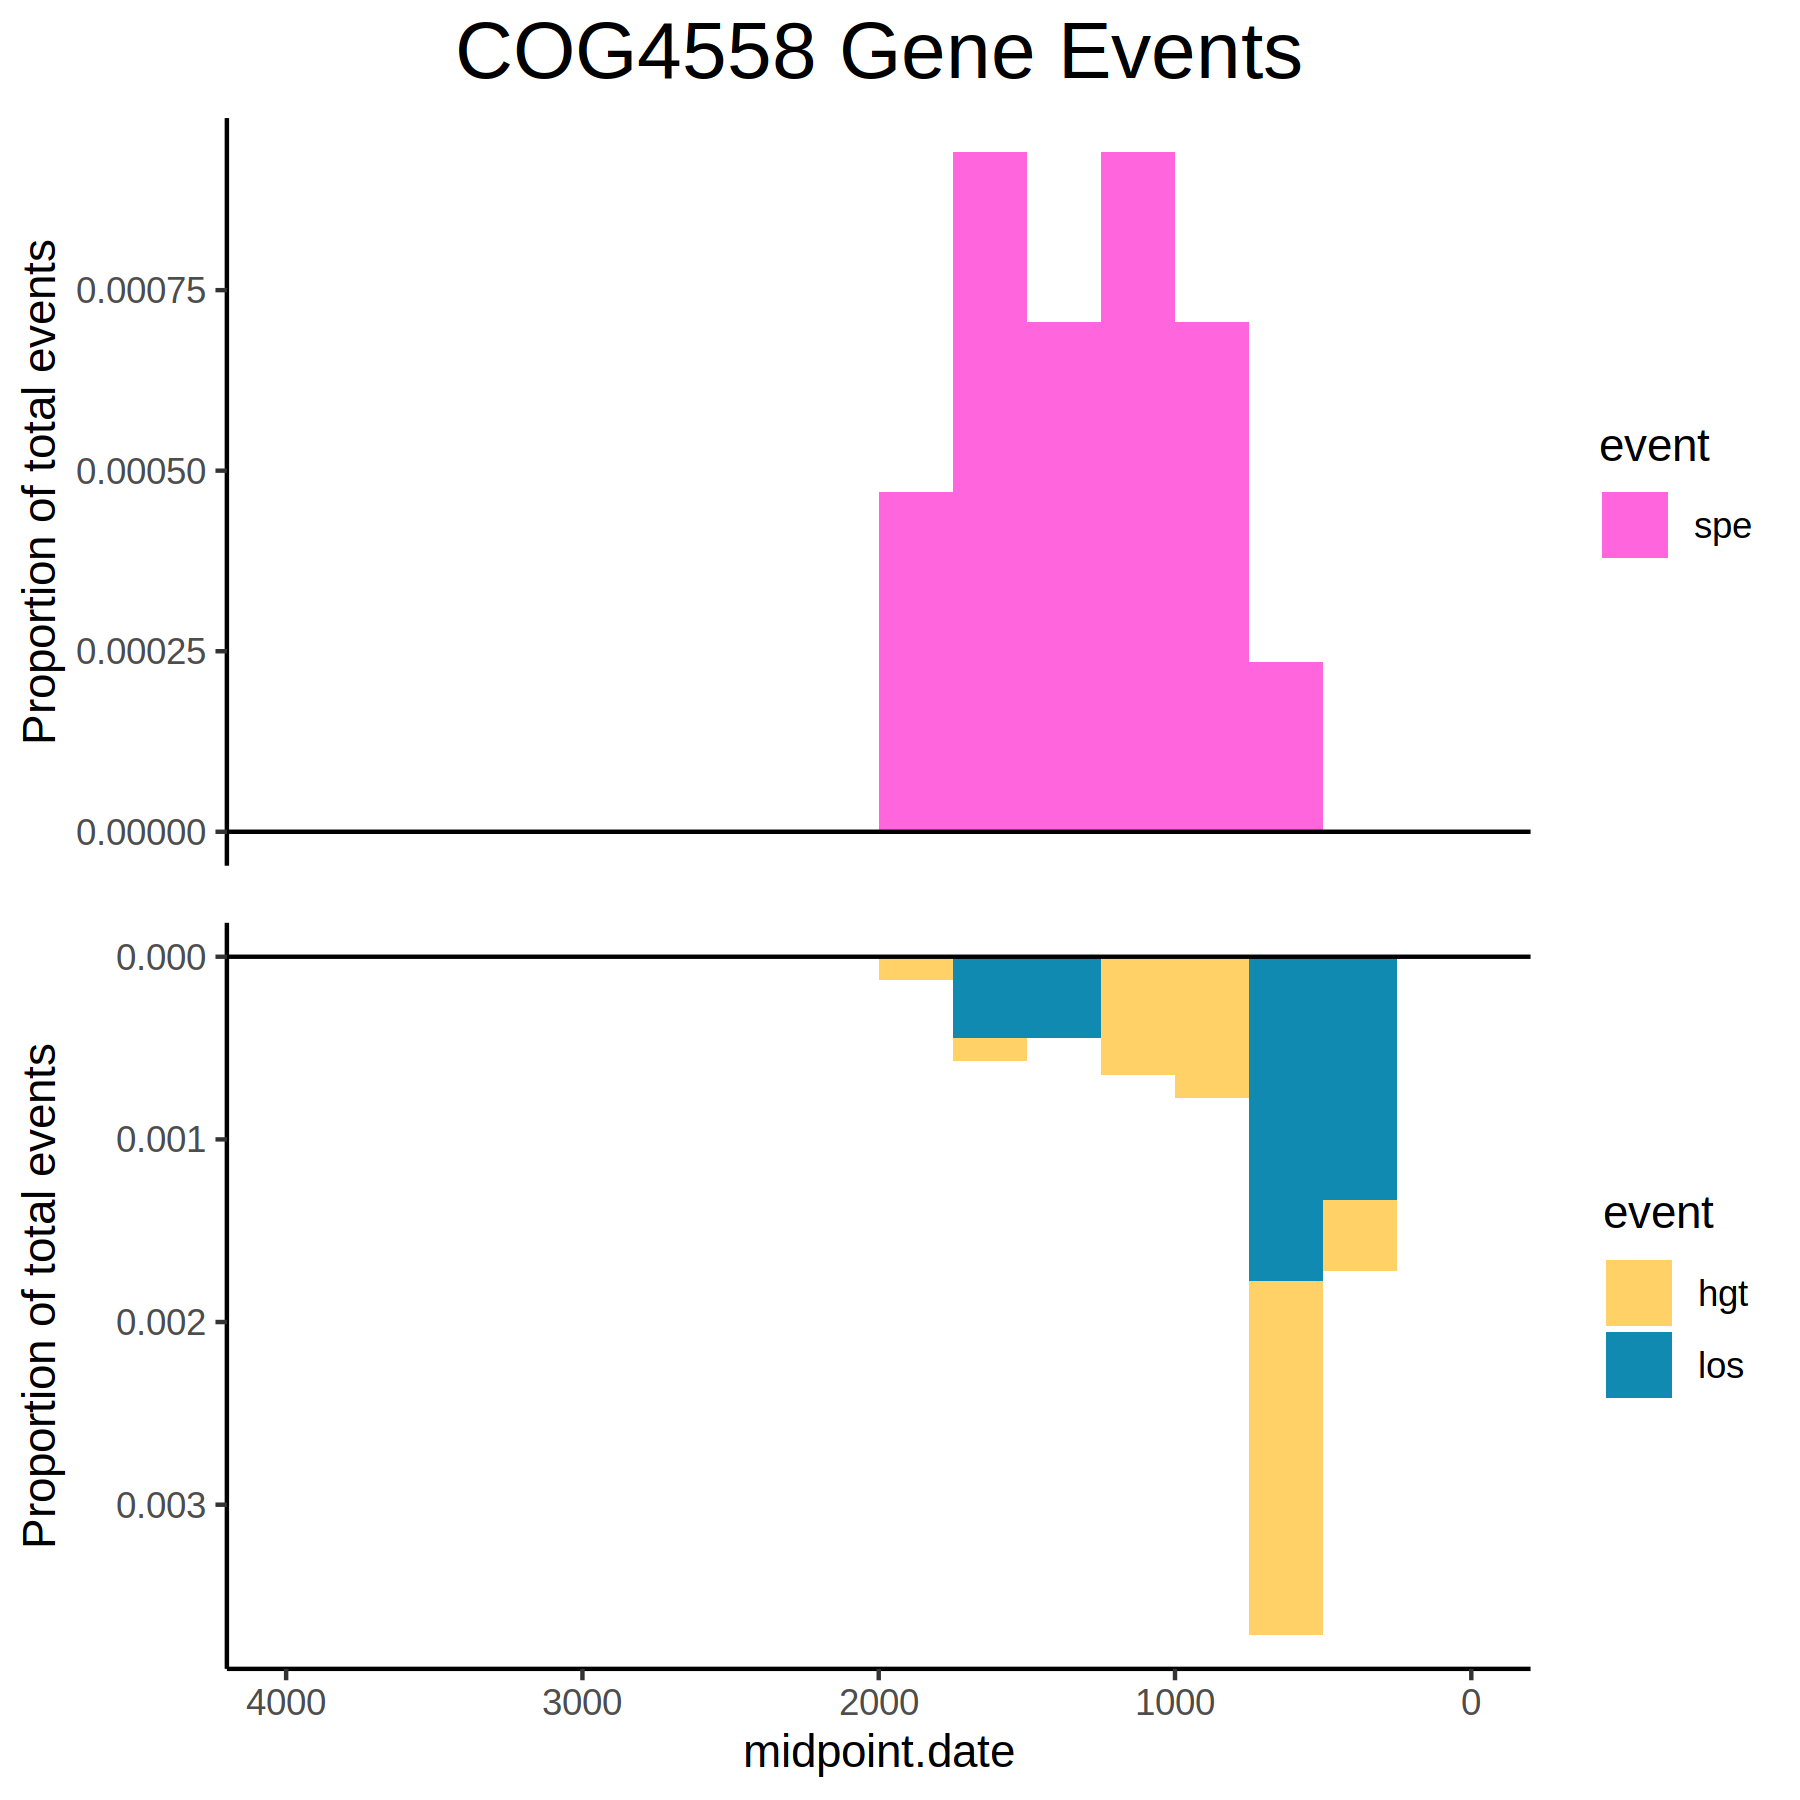 COG4558 Gene Events
Proportion of total events
0.00075
0.00050
0.00025
0.00000
event
spe
Proportion of total events
0.000
0.001
0.002
0.003
event
hgt
los
4000 3000 2000 1000 0
midpoint.date